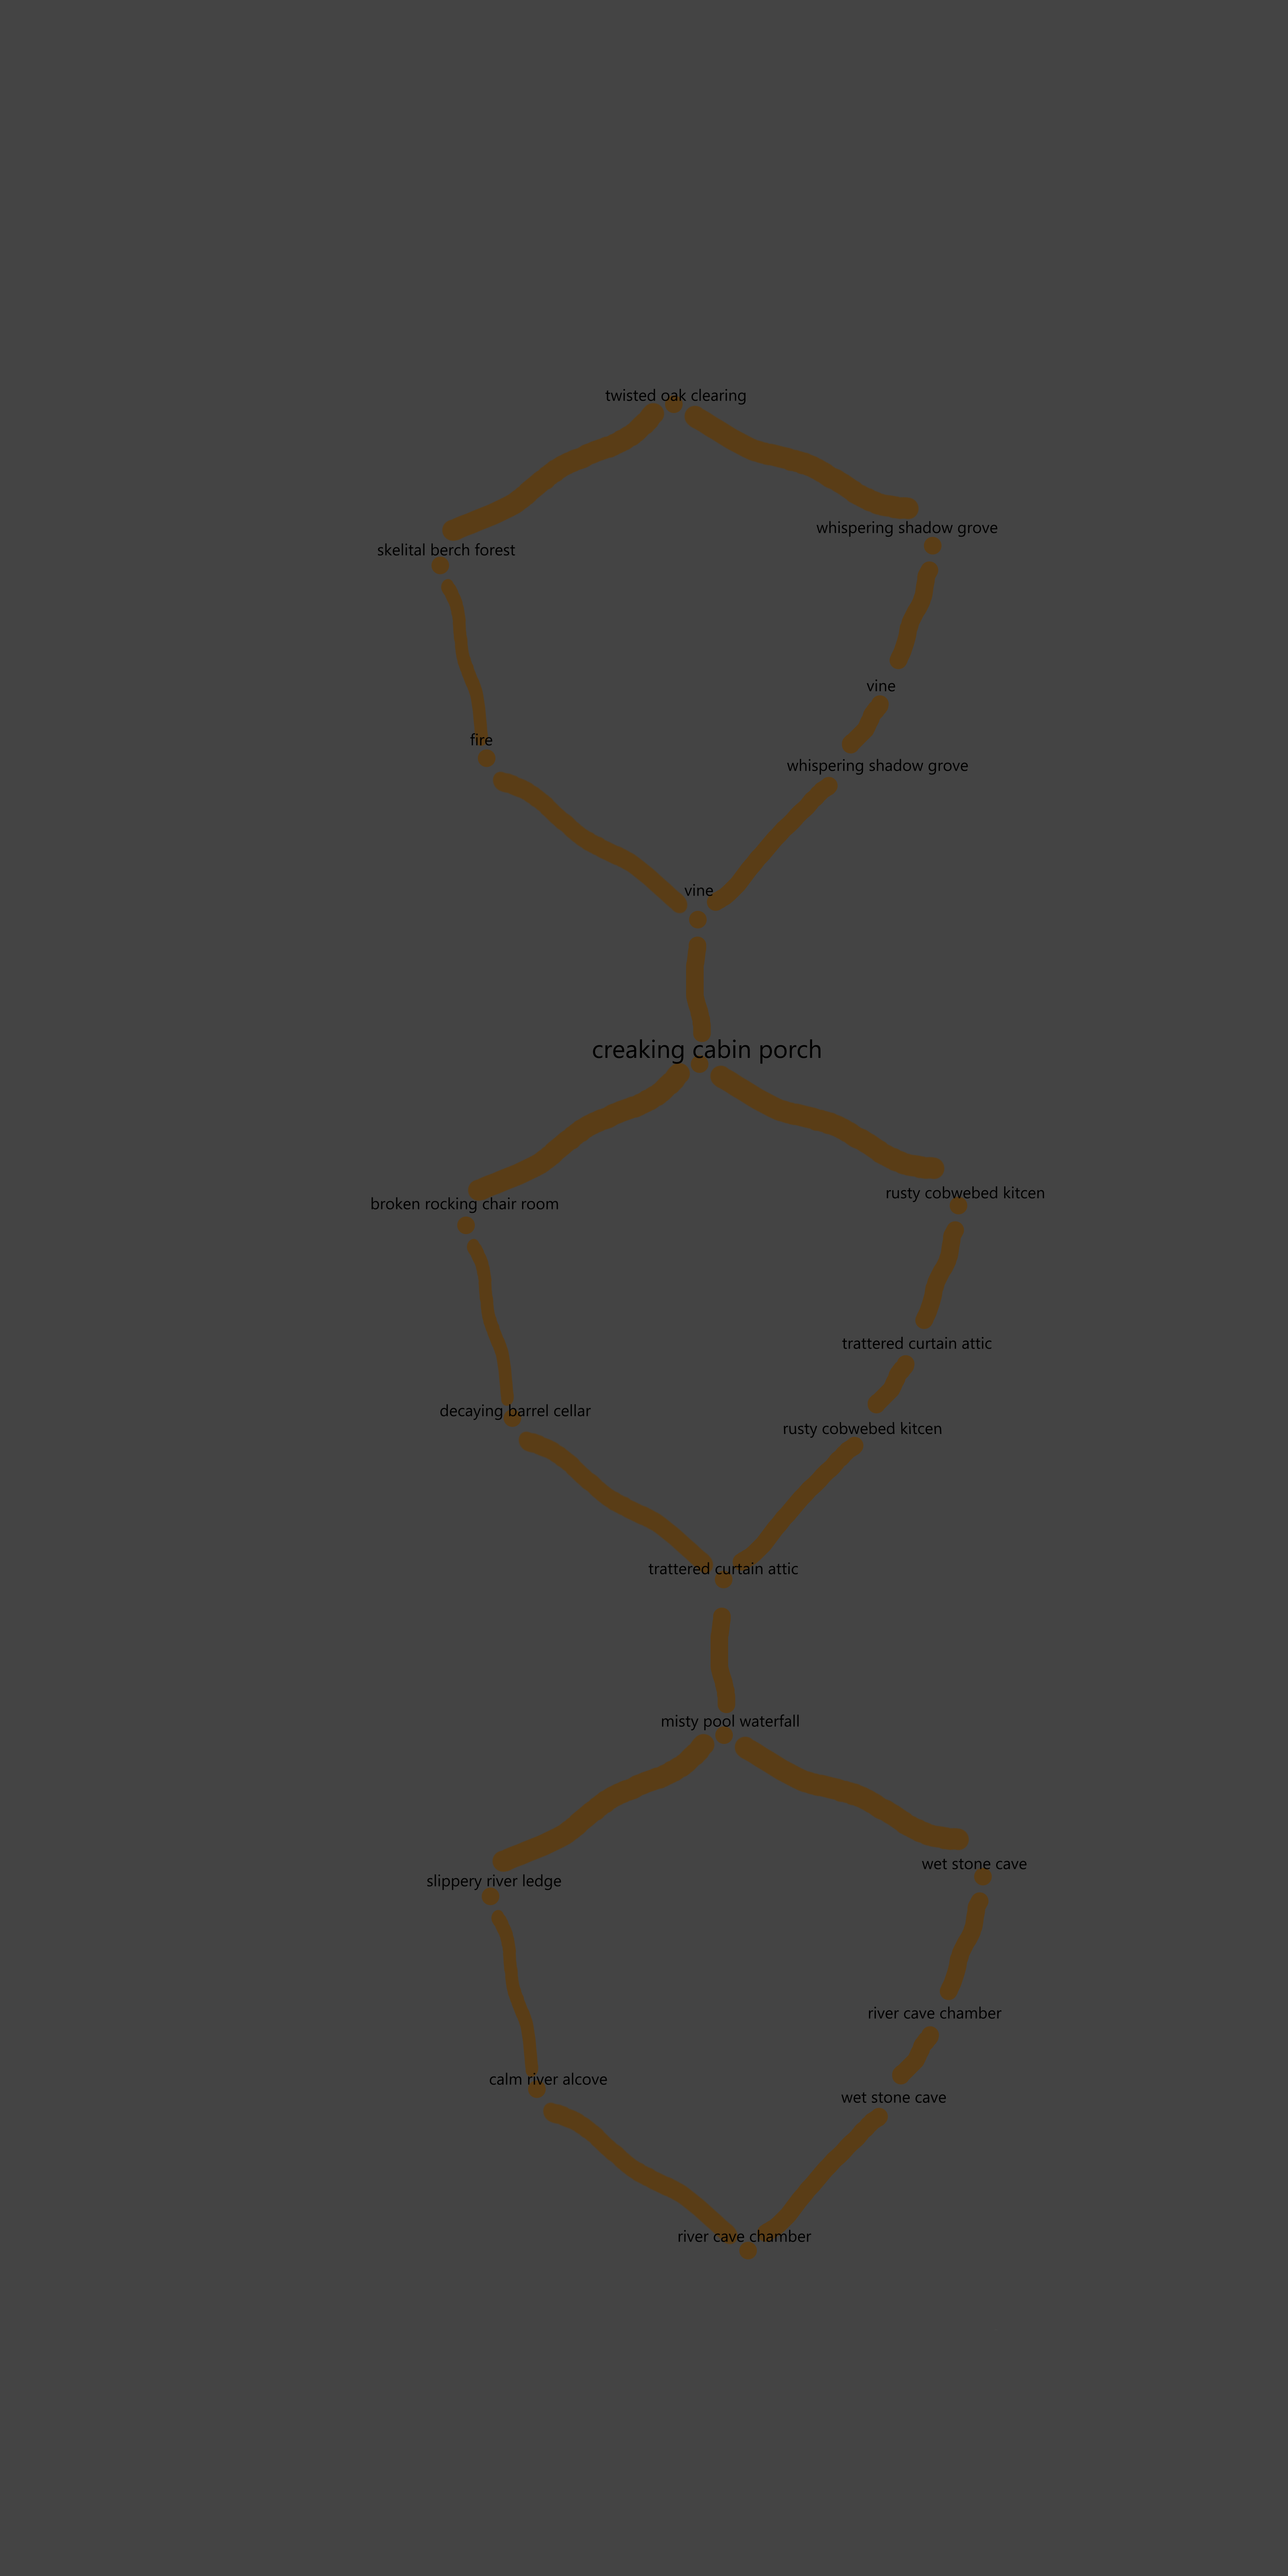 twisted oak clearing
whispering shadow grove
skelital berch forest
vine
fire
whispering shadow grove
vine
creaking cabin porch
rusty cobwebed kitcen
broken rocking chair room
trattered curtain attic
decaying barrel cellar
rusty cobwebed kitcen
trattered curtain attic
misty pool waterfall
wet stone cave
slippery river ledge
river cave chamber
calm river alcove
wet stone cave
river cave chamber